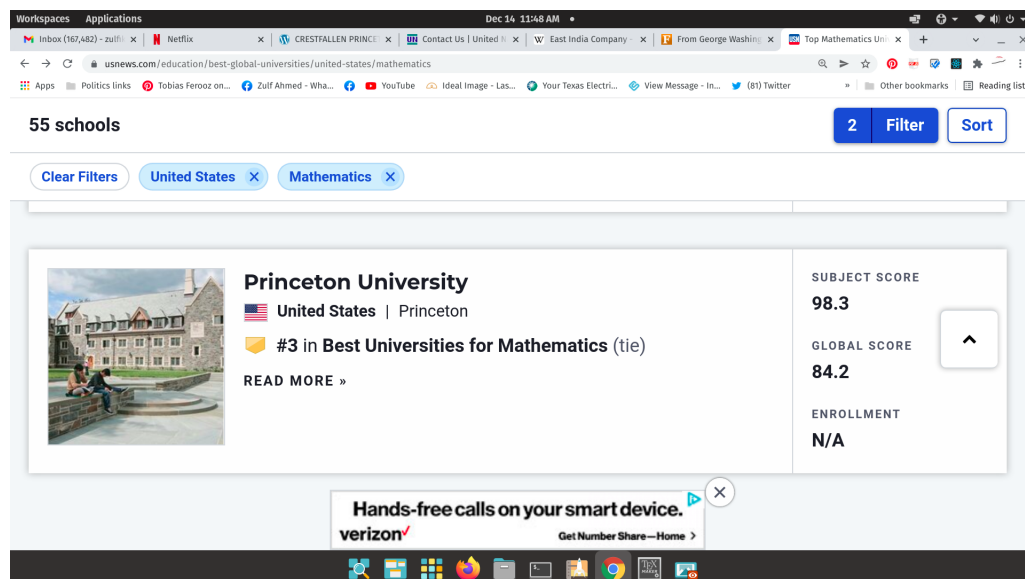 Workspaces Applications Dec 14 11:48 AM
Inbox (167,482) - zulfi Netflix CRESTFALLEN PRINCE Contact Us | United N East India Company - From George Washing Top Mathematics Uni
usnews.com/education/best-global-universities/united-states/mathematics
Apps Politics links Tobias Ferooz on... Zulf Ahmed - Wha... YouTube Ideal Image - Las... Your Texas Electri... View Message - In... (81) Twitter » Other bookmarks Reading list
55 schools 2 Filter Sort
Clear Filters United States Mathematics
Princeton University
United States | Princeton
#3 in Best Universities for Mathematics (tie)
READ MORE »
SUBJECT SCORE
98.3
GLOBAL SCORE
84.2
ENROLLMENT
N/A
Hands-free calls on your smart device.
verizon Get Number Share—Home >